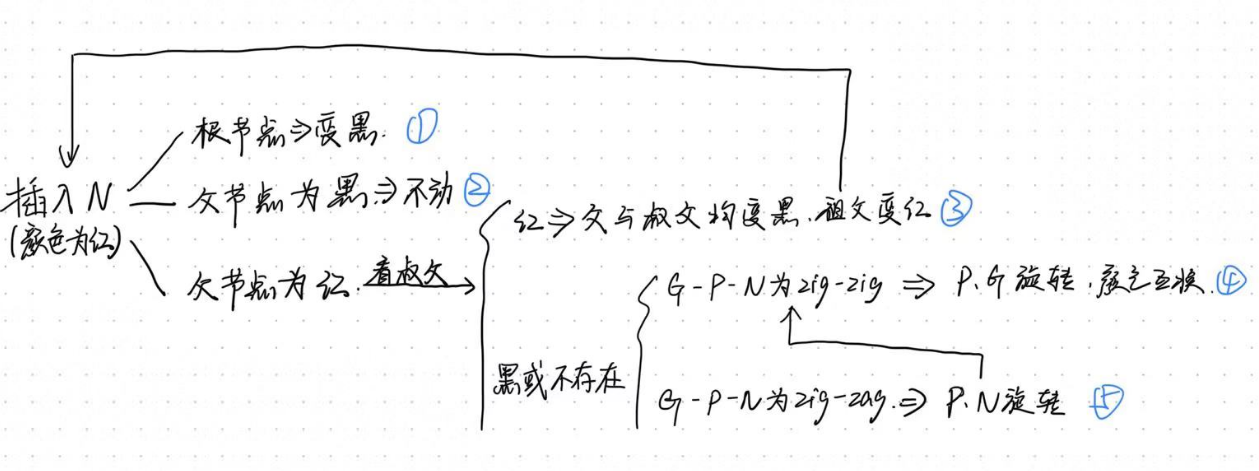 根节点⇒变黑. ①
插入N
(颜色为红)
父节点为黑⇒不动②
父节点为红. 看叔父
红⇒父与叔父均变黑.祖父变红③
G-P-N为zig-zig ⇒ P.G旋转.颜色互换.④
黑或不存在
G-P-N为zig-zag.⇒ P.N旋转 ⑤